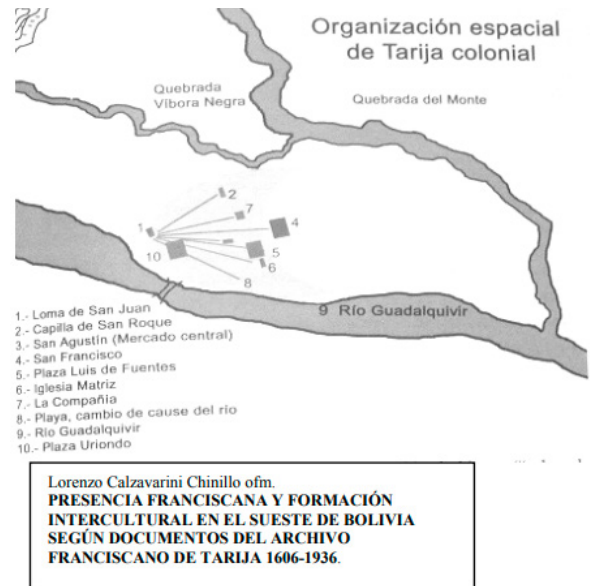 Organización espacial
de Tarija colonial
Quebrada
Víbora Negra
Quebrada del Monte
2
7
1
4
10
5
6
8
9 Río Guadalquivir
1.- Loma de San Juan
2.- Capilla de San Roque
3.- San Agustín (Mercado central)
4.- San Francisco
5.- Plaza Luis de Fuentes
6.- Iglesia Matriz
7.- La Compañia
8.- Playa, cambio de cause del río
9.- Río Guadalquivir
10.- Plaza Uriondo
Lorenzo Calzavarini Chinillo ofm.
PRESENCIA FRANCISCANA Y FORMACIÓN
INTERCULTURAL EN EL SUESTE DE BOLIVIA
SEGÚN DOCUMENTOS DEL ARCHIVO
FRANCISCANO DE TARIJA 1606-1936.